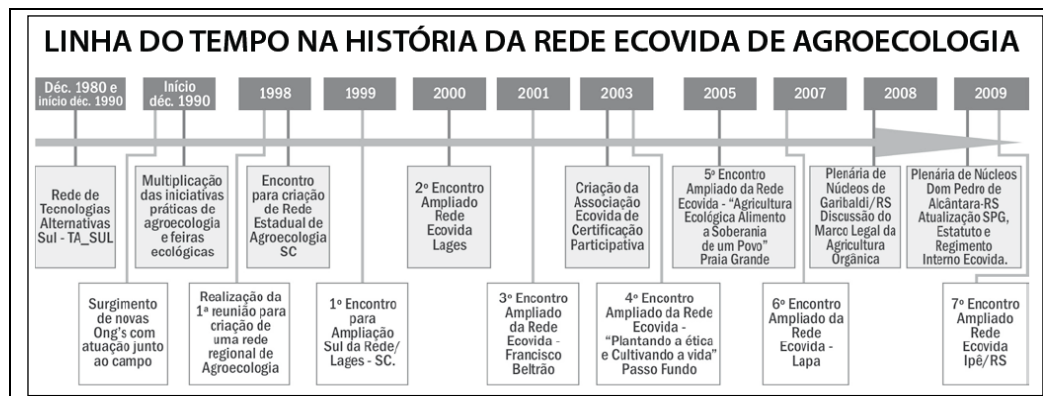 LINHA DO TEMPO NA HISTÓRIA DA REDE ECOVIDA DE AGROECOLOGIA
Déc. 1980 e
início déc. 1990
Início
déc. 1990
1998
1999
2000
2001
2003
2005
2007
2008
2009
Rede de
Tecnologias
Alternativas
Sul - TA_SUL
Multiplicação
das iniciativas
práticas de
agroecologia
e feiras
ecológicas
Encontro
para criação
de Rede
Estadual de
Agroecologia
SC
2º Encontro
Ampliado
Rede
Ecovida
Lages
Criação da
Associação
Ecovida de
Certificação
Participativa
5º Encontro
Ampliado da Rede
Ecovida - “Agricultura
Ecológica Alimento
a Soberania
de um Povo”
Praia Grande
Plenária de
Núcleos de
Garibaldi/RS
Discussão do
Marco Legal da
Agricultura
Orgânica
Plenária de Núcleos
Dom Pedro de
Alcântara-RS
Atualização SPG,
Estatuto e
Regimento
Interno Ecovida.
Surgimento
de novas
Ong’s com
atuação junto
ao campo
Realização da
1ª reunião para
criação de
uma rede
regional de
Agroecologia
1º Encontro
para
Ampliação
Sul da Rede/
Lages - SC.
3º Encontro
Ampliado
da Rede
Ecovida -
Francisco
Beltrão
4º Encontro
Ampliado da Rede
Ecovida -
“Plantando a ética
e Cultivando a vida”
Passo Fundo
6º Encontro
Ampliado da
Rede
Ecovida -
Lapa
7º Encontro
Ampliado
Rede
Ecovida
Ipê/RS